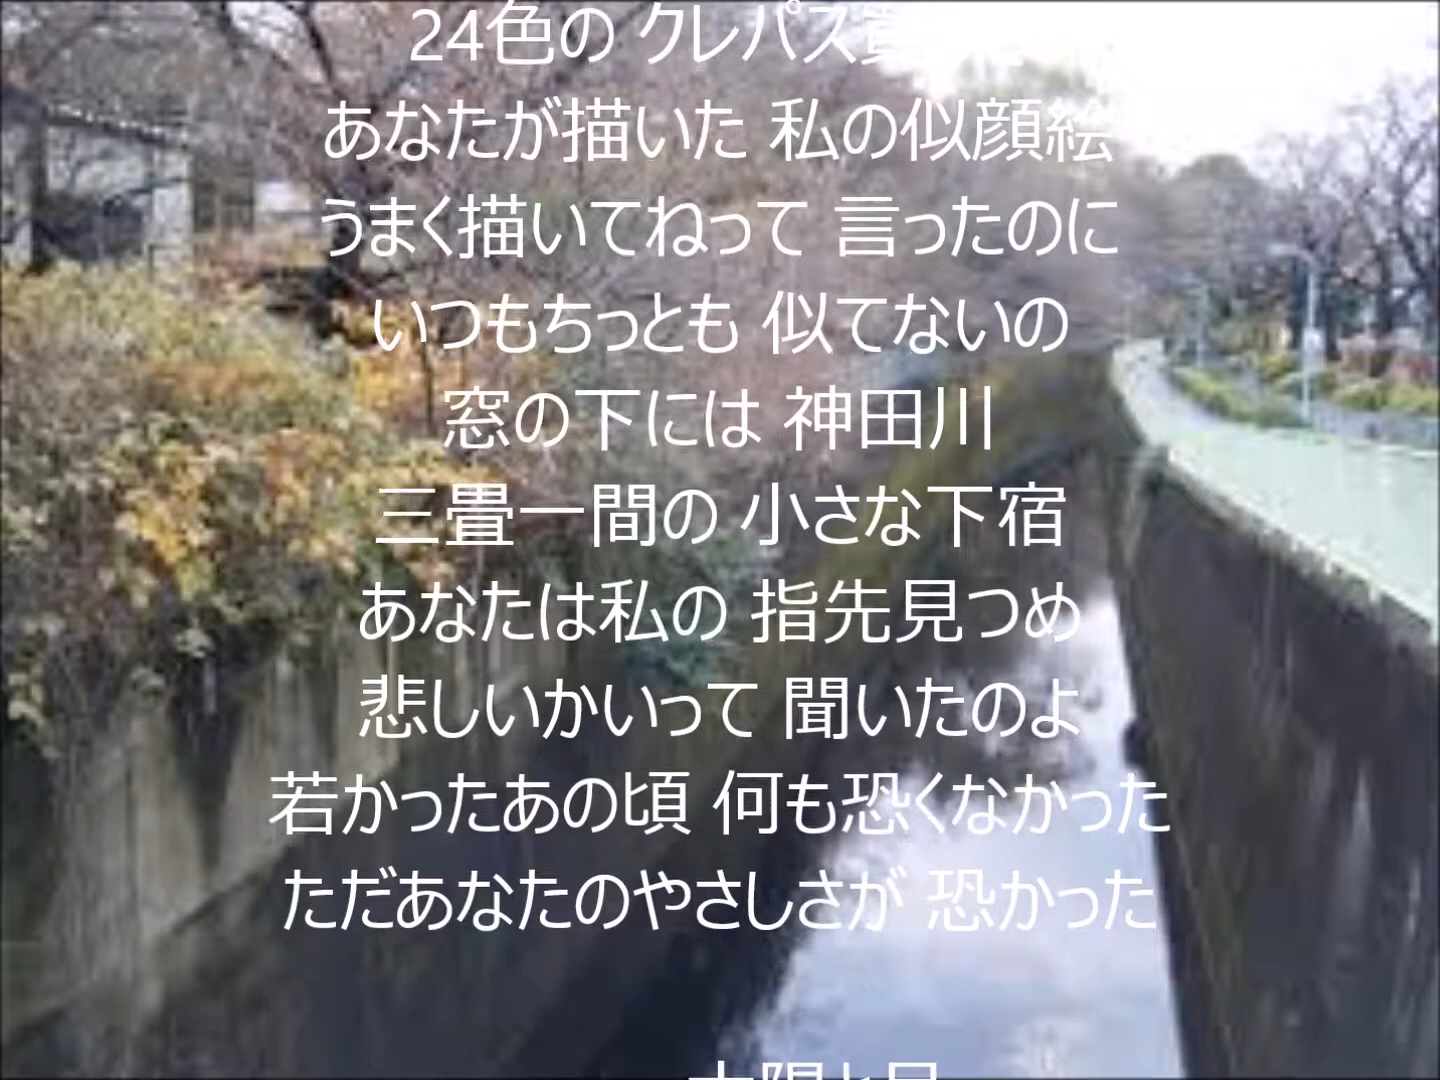 24色の クレパス買
あなたが描いた 私の似顔絵
うまく描いてねって 言ったのに
いつもちっとも 似てないの
窓の下には 神田川
三畳一間の 小さな下宿
あなたは私の 指先見つめ
悲しいかいって 聞いたのよ
若かったあの頃 何も恐くなかった
ただあなたのやさしさが 恐かった